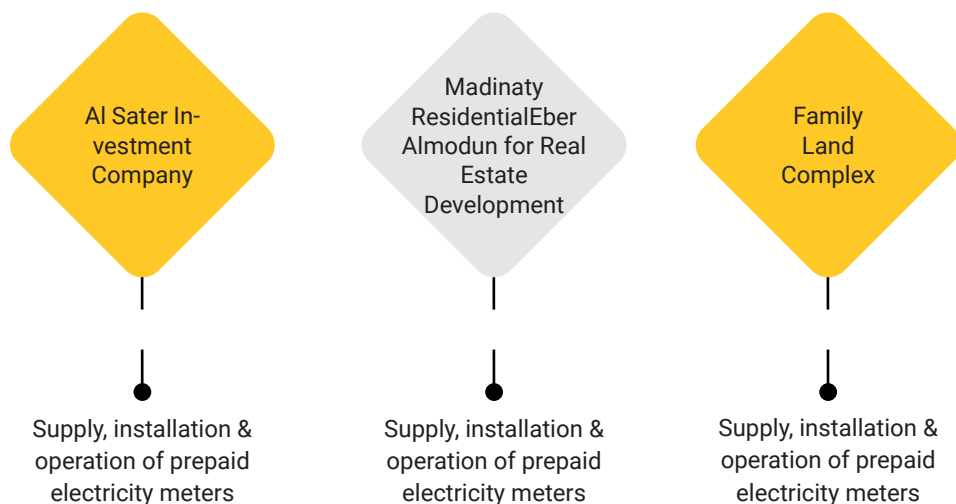 Al Sater In-
vestment
Company
Madinaty
ResidentialEber
Almodun for Real
Estate
Development
Family
Land
Complex
Supply, installation &
operation of prepaid
electricity meters
Supply, installation &
operation of prepaid
electricity meters
Supply, installation &
operation of prepaid
electricity meters